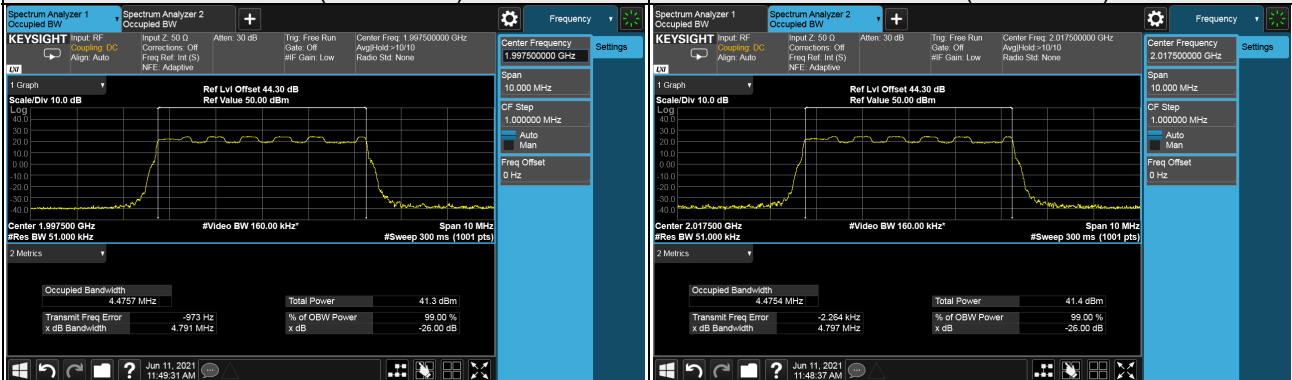 Spectrum Analyzer 1
Occupied BW
Spectrum Analyzer 2
Occupied BW
+
Frequency
KEYSIGHT
Input: RF
Coupling: DC
Align: Auto
Input Z: 50 Ω
Corrections: Off
Freq Ref: Int (S)
NFE: Adaptive
Atten: 30 dB
Trig: Free Run
Gate: Off
#IF Gain: Low
Center Freq: 1.997500000 GHz
Avg|Hold:>10/10
Radio Std: None
LXI
Center Frequency
1.997500000 GHz
Settings
Span
10.000 MHz
CF Step
1.000000 MHz
Auto
Man
Freq Offset
0 Hz
1 Graph
Scale/Div 10.0 dB
Ref Lvl Offset 44.30 dB
Ref Value 50.00 dBm
Log
40.0
30.0
20.0
10.0
0.00
-10.0
-20.0
-30.0
-40.0
Center 1.997500 GHz
#Res BW 51.000 kHz
#Video BW 160.00 kHz*
Span 10 MHz
#Sweep 300 ms (1001 pts)
2 Metrics
Occupied Bandwidth
4.4757 MHz
Total Power 41.3 dBm
Transmit Freq Error -973 Hz
% of OBW Power 99.00 %
x dB Bandwidth 4.791 MHz
x dB -26.00 dB
?
Jun 11, 2021
11:49:31 AM
Spectrum Analyzer 1
Occupied BW
Spectrum Analyzer 2
Occupied BW
+
Frequency
KEYSIGHT
Input: RF
Coupling: DC
Align: Auto
Input Z: 50 Ω
Corrections: Off
Freq Ref: Int (S)
NFE: Adaptive
Atten: 30 dB
Trig: Free Run
Gate: Off
#IF Gain: Low
Center Freq: 2.017500000 GHz
Avg|Hold:>10/10
Radio Std: None
LXI
Center Frequency
2.017500000 GHz
Settings
Span
10.000 MHz
CF Step
1.000000 MHz
Auto
Man
Freq Offset
0 Hz
1 Graph
Scale/Div 10.0 dB
Ref Lvl Offset 44.30 dB
Ref Value 50.00 dBm
Log
40.0
30.0
20.0
10.0
0.00
-10.0
-20.0
-30.0
-40.0
Center 2.017500 GHz
#Res BW 51.000 kHz
#Video BW 160.00 kHz*
Span 10 MHz
#Sweep 300 ms (1001 pts)
2 Metrics
Occupied Bandwidth
4.4754 MHz
Total Power 41.4 dBm
Transmit Freq Error -2.264 kHz
% of OBW Power 99.00 %
x dB Bandwidth 4.797 MHz
x dB -26.00 dB
?
Jun 11, 2021
11:48:37 AM